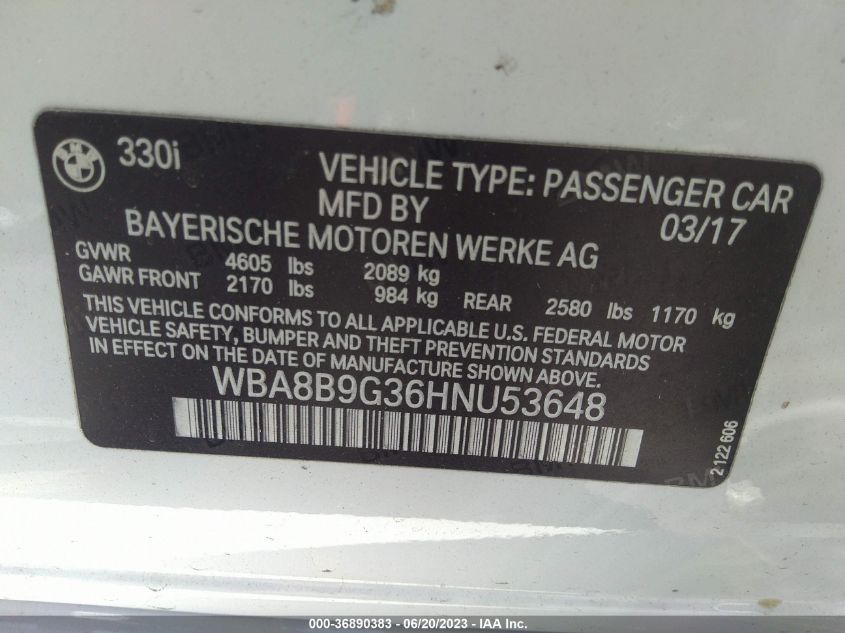 BMW
330i
VEHICLE TYPE: PASSENGER CAR
MFD BY 03/17
BAYERISCHE MOTOREN WERKE AG
GVWR 4605 lbs 2089 kg
GAWR FRONT 2170 lbs 984 kg REAR 2580 lbs 1170 kg
THIS VEHICLE CONFORMS TO ALL APPLICABLE U.S. FEDERAL MOTOR
VEHICLE SAFETY, BUMPER AND THEFT PREVENTION STANDARDS
IN EFFECT ON THE DATE OF MANUFACTURE SHOWN ABOVE.
WBA8B9G36HNU53648
2 122 606
000-36890383 - 06/20/2023 - © IAA.com